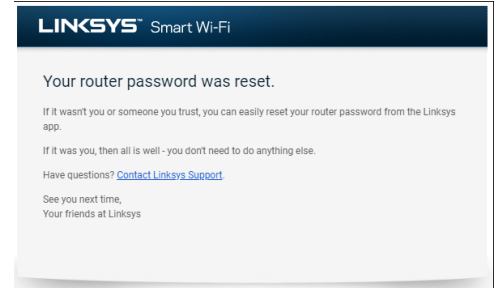 LINKSYS™ Smart Wi-Fi
Your router password was reset.
If it wasn't you or someone you trust, you can easily reset your router password from the Linksys
app.
If it was you, then all is well - you don't need to do anything else.
Have questions? Contact Linksys Support.
See you next time,
Your friends at Linksys